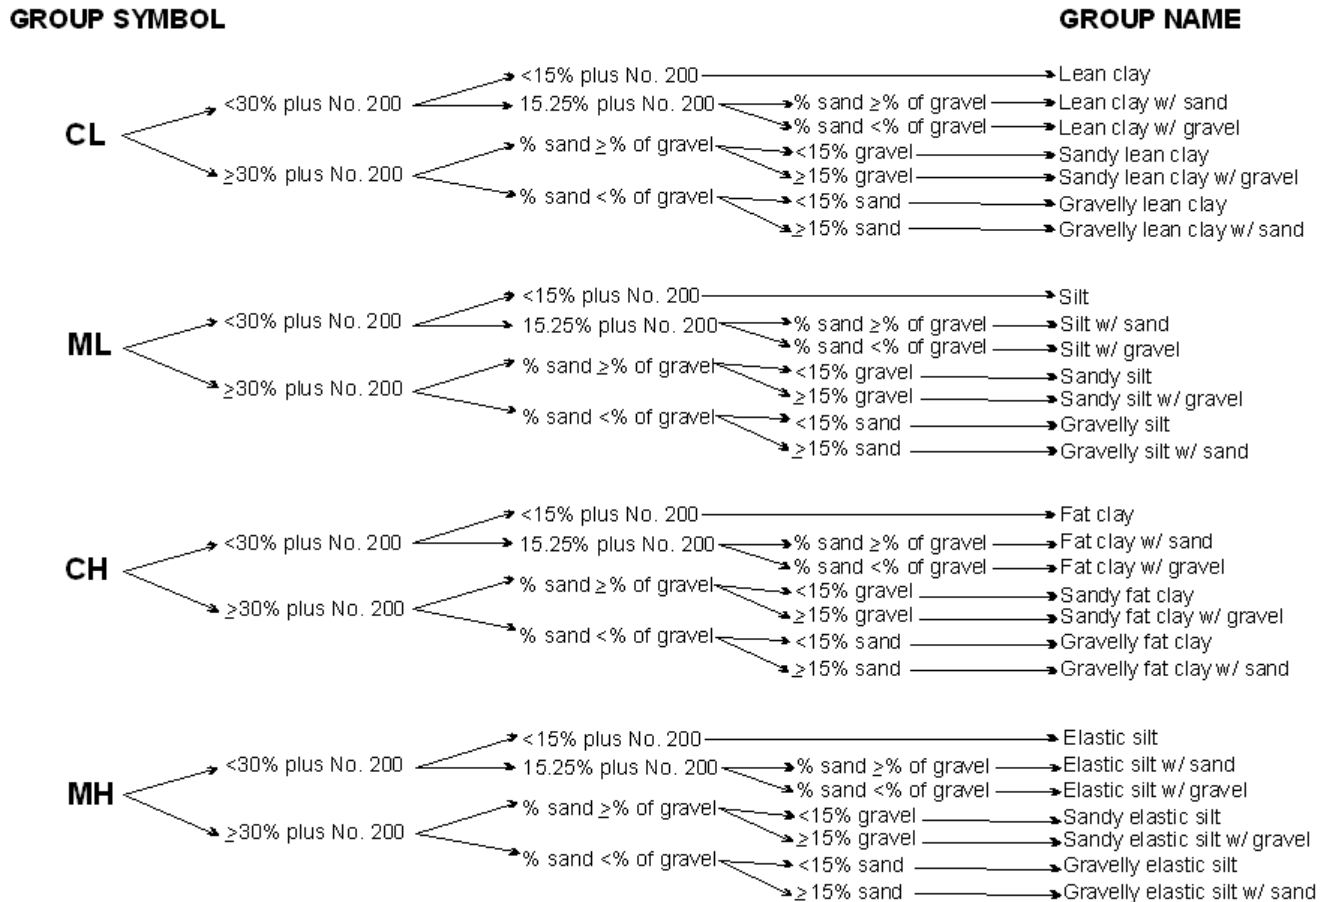 GROUP SYMBOL GROUP NAME
<15% plus No. 200 Lean clay
<30% plus No. 200 15.25% plus No. 200 % sand ≥% of gravel Lean clay w/ sand
% sand <% of gravel Lean clay w/ gravel
CL
% sand ≥% of gravel <15% gravel Sandy lean clay
≥30% plus No. 200 ≥15% gravel Sandy lean clay w/ gravel
% sand <% of gravel <15% sand Gravelly lean clay
≥15% sand Gravelly lean clay w/ sand
<15% plus No. 200 Silt
<30% plus No. 200 15.25% plus No. 200 % sand ≥% of gravel Silt w/ sand
ML % sand <% of gravel Silt w/ gravel
% sand ≥% of gravel <15% gravel Sandy silt
≥30% plus No. 200 ≥15% gravel Sandy silt w/ gravel
% sand <% of gravel <15% sand Gravelly silt
≥15% sand Gravelly silt w/ sand
<15% plus No. 200 Fat clay
<30% plus No. 200 15.25% plus No. 200 % sand ≥% of gravel Fat clay w/ sand
CH % sand <% of gravel Fat clay w/ gravel
% sand ≥% of gravel <15% gravel Sandy fat clay
≥30% plus No. 200 ≥15% gravel Sandy fat clay w/ gravel
% sand <% of gravel <15% sand Gravelly fat clay
≥15% sand Gravelly fat clay w/ sand
<15% plus No. 200 Elastic silt
<30% plus No. 200 15.25% plus No. 200 % sand ≥% of gravel Elastic silt w/ sand
MH % sand <% of gravel Elastic silt w/ gravel
% sand ≥% of gravel <15% gravel Sandy elastic silt
≥30% plus No. 200 ≥15% gravel Sandy elastic silt w/ gravel
% sand <% of gravel <15% sand Gravelly elastic silt
≥15% sand Gravelly elastic silt w/ sand